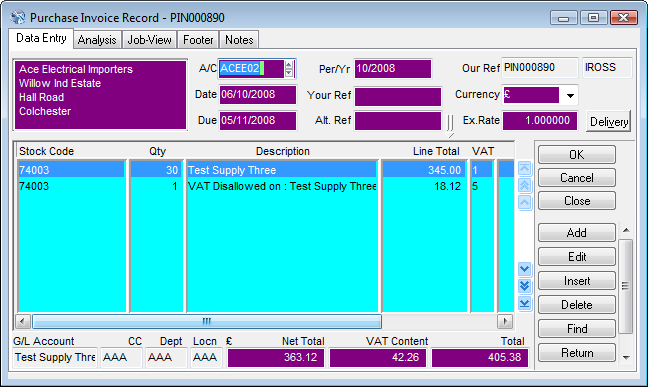 Purchase Invoice Record - PIN000890
Data Entry Analysis Job-View Footer Notes
Ace Electrical Importers
Willow Ind Estate
Hall Road
Colchester
A/C ACEE02 Per/Yr 10/2008 Our Ref PIN000890 IROSS
Date 06/10/2008 Your Ref Currency £
Due 05/11/2008 Alt. Ref Ex.Rate 1.000000 Delivery
Stock Code Qty Description Line Total VAT
74003 30 Test Supply Three 345.00 1
74003 1 VAT Disallowed on : Test Supply Three 18.12 5
OK
Cancel
Close
Add
Edit
Insert
Delete
Find
Return
G/L Account CC Dept Locn £ Net Total VAT Content Total
Test Supply Thre AAA AAA AAA 363.12 42.26 405.38